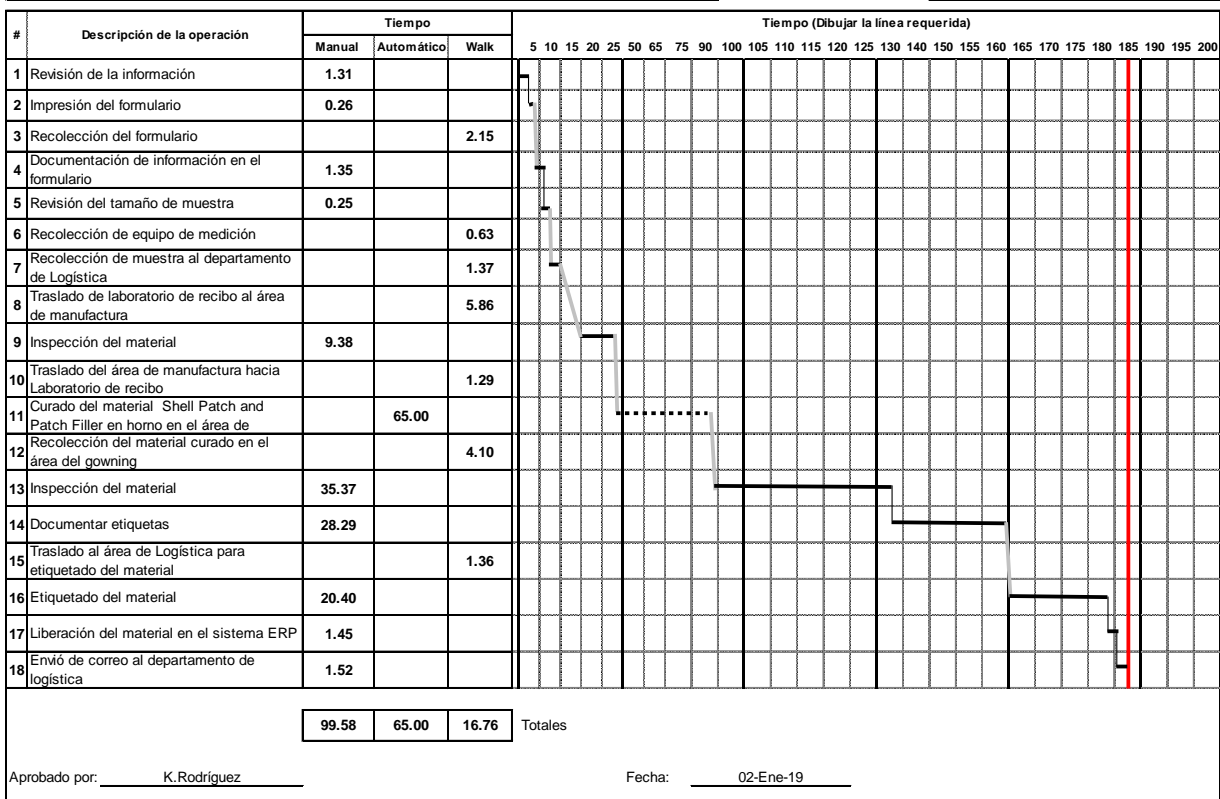 #
Descripción de la operación
Tiempo
Tiempo (Dibujar la línea requerida)
Manual Automático Walk
5 10 15 20 25 50 65 75 90 100 105 110 115 120 125 130 140 145 150 155 160 165 170 175 180 185 190 195 200
1 Revisión de la información 1.31
2 Impresión del formulario 0.26
3 Recolección del formulario 2.15
4 Documentación de información en el
formulario 1.35
5 Revisión del tamaño de muestra 0.25
6 Recolección de equipo de medición 0.63
7 Recolección de muestra al departamento
de Logística 1.37
8 Traslado de laboratorio de recibo al área
de manufactura 5.86
9 Inspección del material 9.38
10 Traslado del área de manufactura hacia
Laboratorio de recibo 1.29
11 Curado del material Shell Patch and
Patch Filler en horno en el área de 65.00
12 Recolección del material curado en el
área del gowning 4.10
13 Inspección del material 35.37
14 Documentar etiquetas 28.29
15 Traslado al área de Logística para
etiquetado del material 1.36
16 Etiquetado del material 20.40
17 Liberación del material en el sistema ERP 1.45
18 Envió de correo al departamento de
logística 1.52
99.58 65.00 16.76 Totales
Aprobado por: K.Rodríguez Fecha: 02-Ene-19